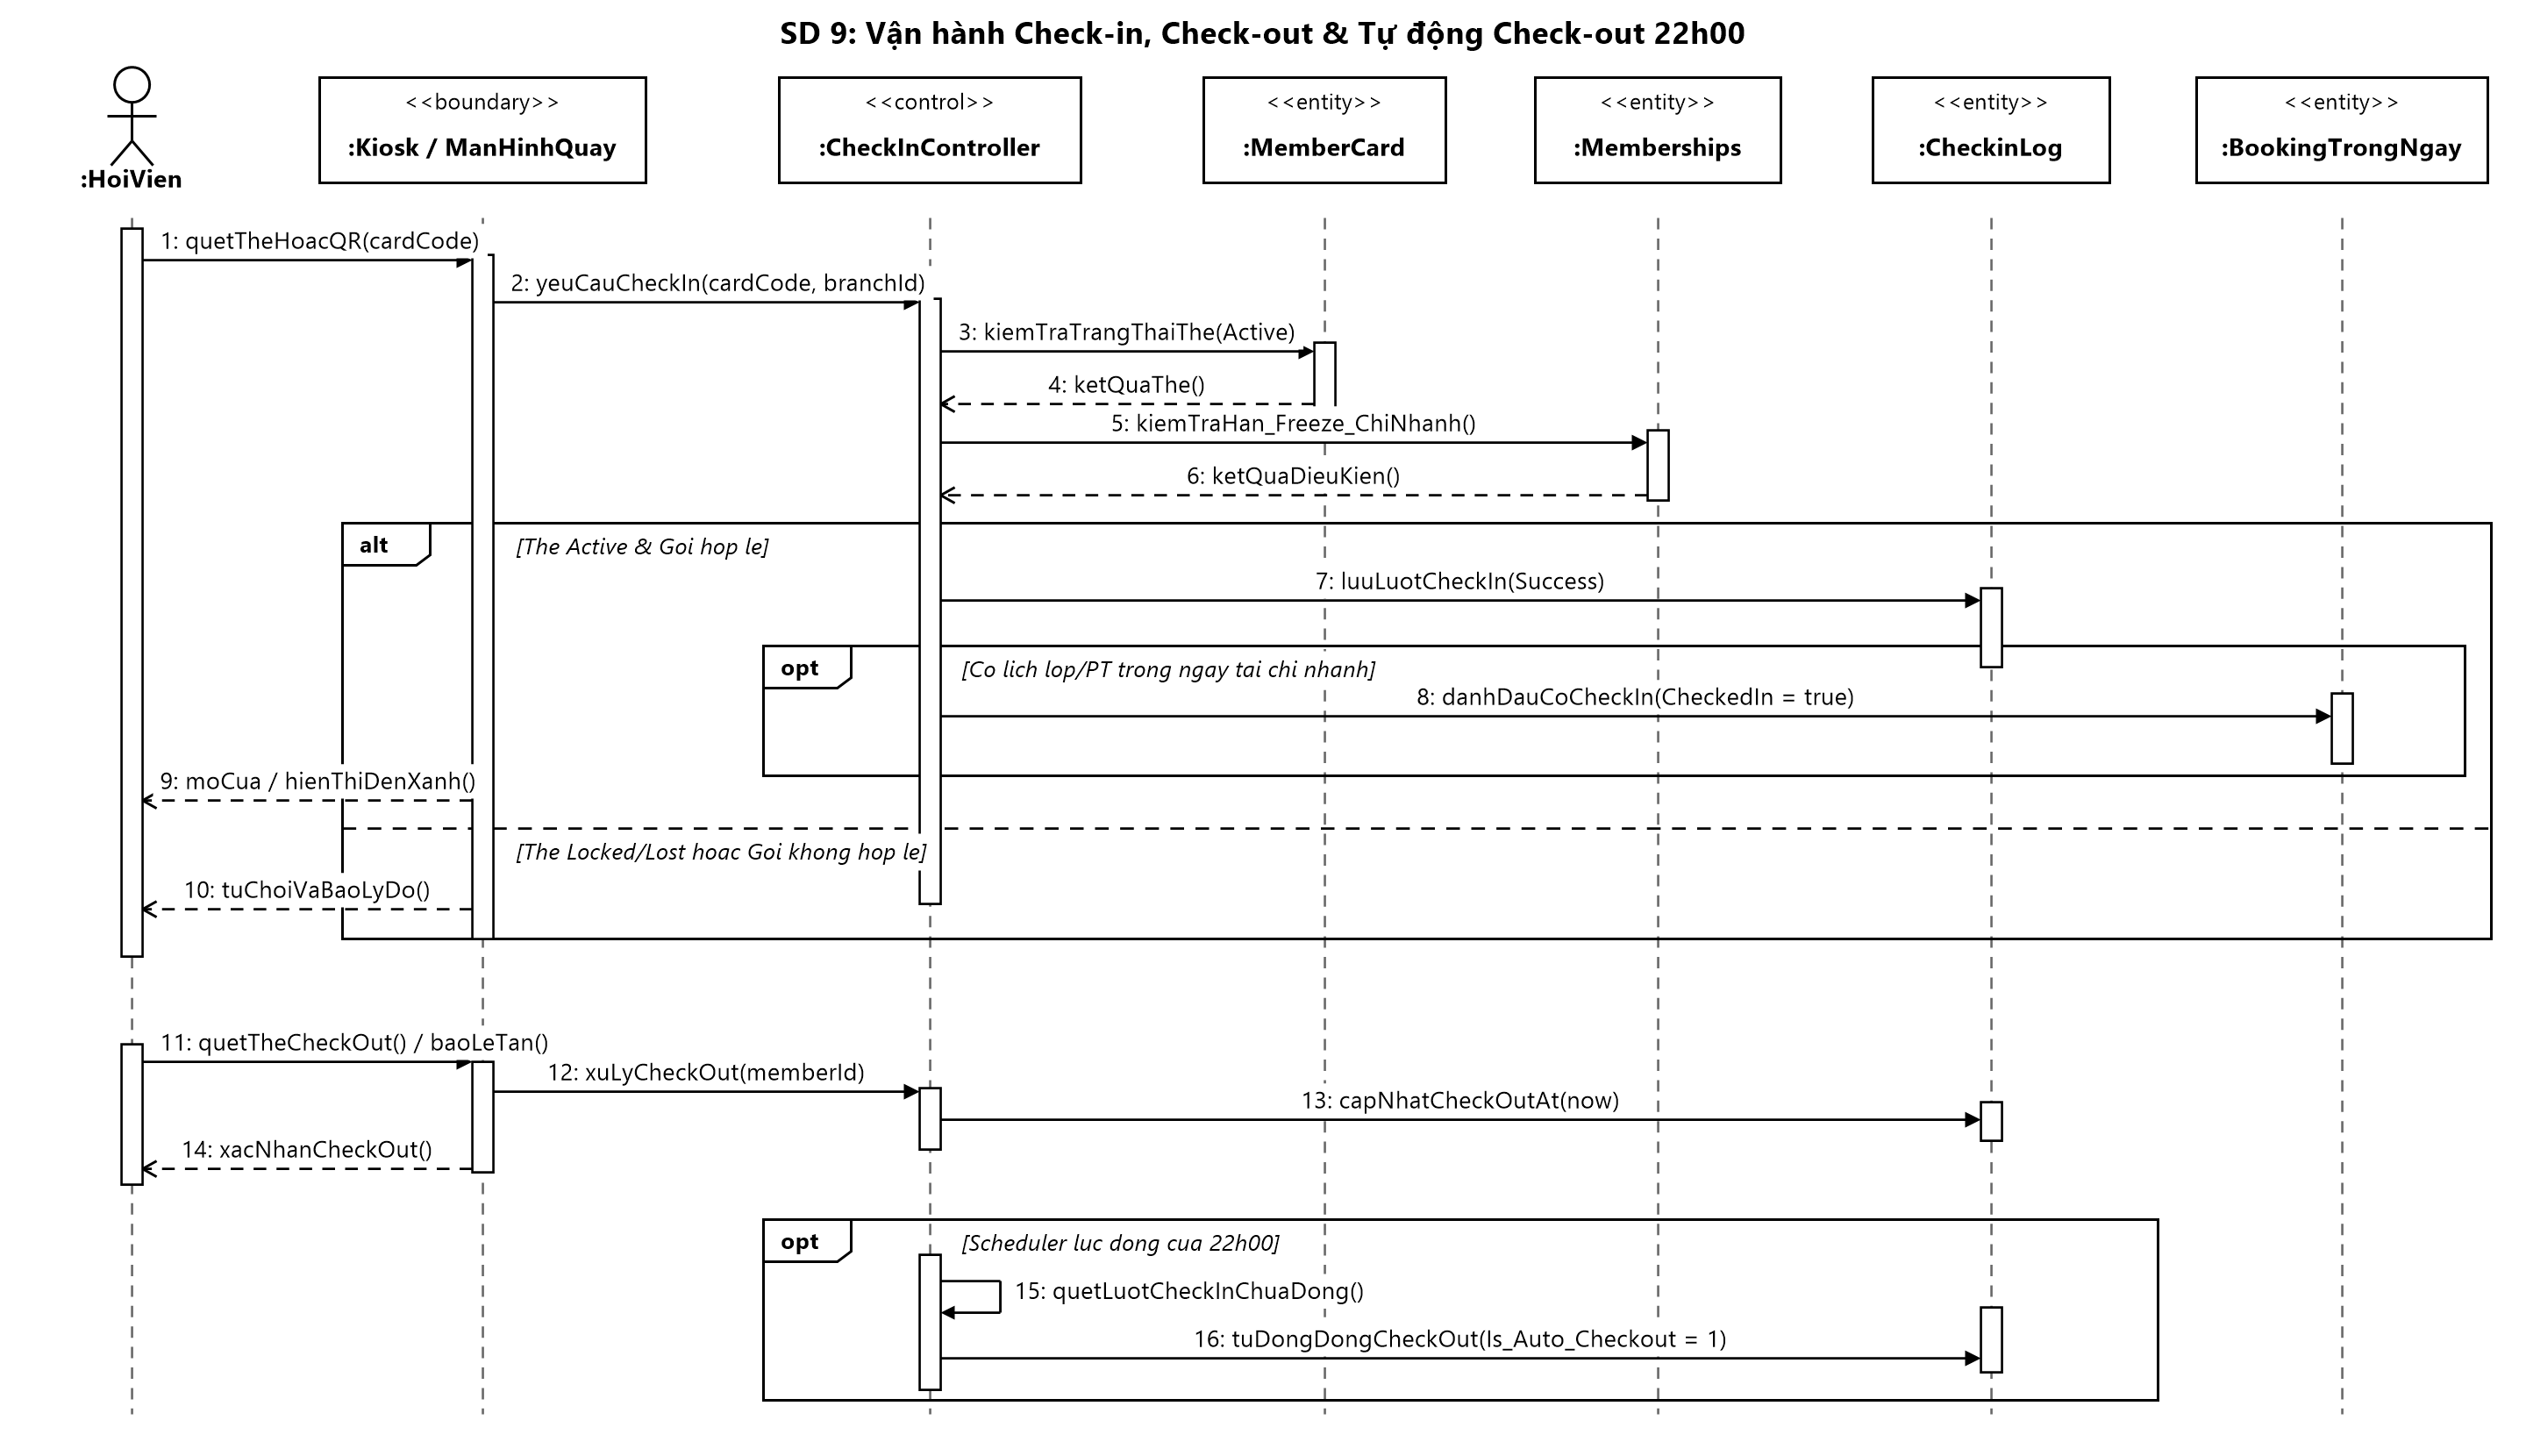 SD 9: Vận hành Check-in, Check-out & Tự động Check-out 22h00
:HoiVien
<<boundary>>
:Kiosk / ManHinhQuay
<<control>>
:CheckInController
<<entity>>
:MemberCard
<<entity>>
:Memberships
<<entity>>
:CheckinLog
<<entity>>
:BookingTrongNgay
1: quetTheHoacQR(cardCode)
2: yeuCauCheckIn(cardCode, branchId)
3: kiemTraTrangThaiThe(Active)
4: ketQuaThe()
5: kiemTraHan_Freeze_ChiNhanh()
6: ketQuaDieuKien()
alt
[The Active & Goi hop le]
7: luuLuotCheckIn(Success)
opt
[Co lich lop/PT trong ngay tai chi nhanh]
8: danhDauCoCheckIn(CheckedIn = true)
9: moCua / hienThiDenXanh()
[The Locked/Lost hoac Goi khong hop le]
10: tuChoiVaBaoLyDo()
11: quetTheCheckOut() / baoLeTan()
12: xuLyCheckOut(memberId)
13: capNhatCheckOutAt(now)
14: xacNhanCheckOut()
opt
[Scheduler luc dong cua 22h00]
15: quetLuotCheckInChuaDong()
16: tuDongDongCheckOut(Is_Auto_Checkout = 1)